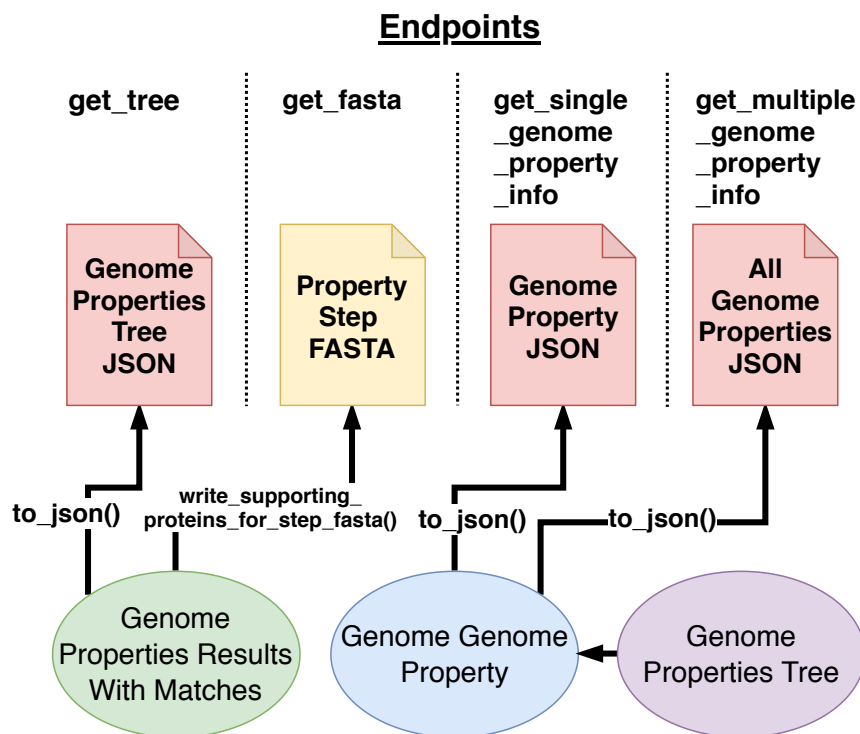 Endpoints
get_tree
get_fasta
get_single
_genome
_property
_info
get_multiple
_genome
_property
_info
Genome
Properties
Tree
JSON
Property
Step
FASTA
Genome
Property
JSON
All
Genome
Properties
JSON
to_json()
write_supporting_
proteins_for_step_fasta()
to_json()
to_json()
Genome
Properties Results
With Matches
Genome Genome
Property
Genome
Properties Tree